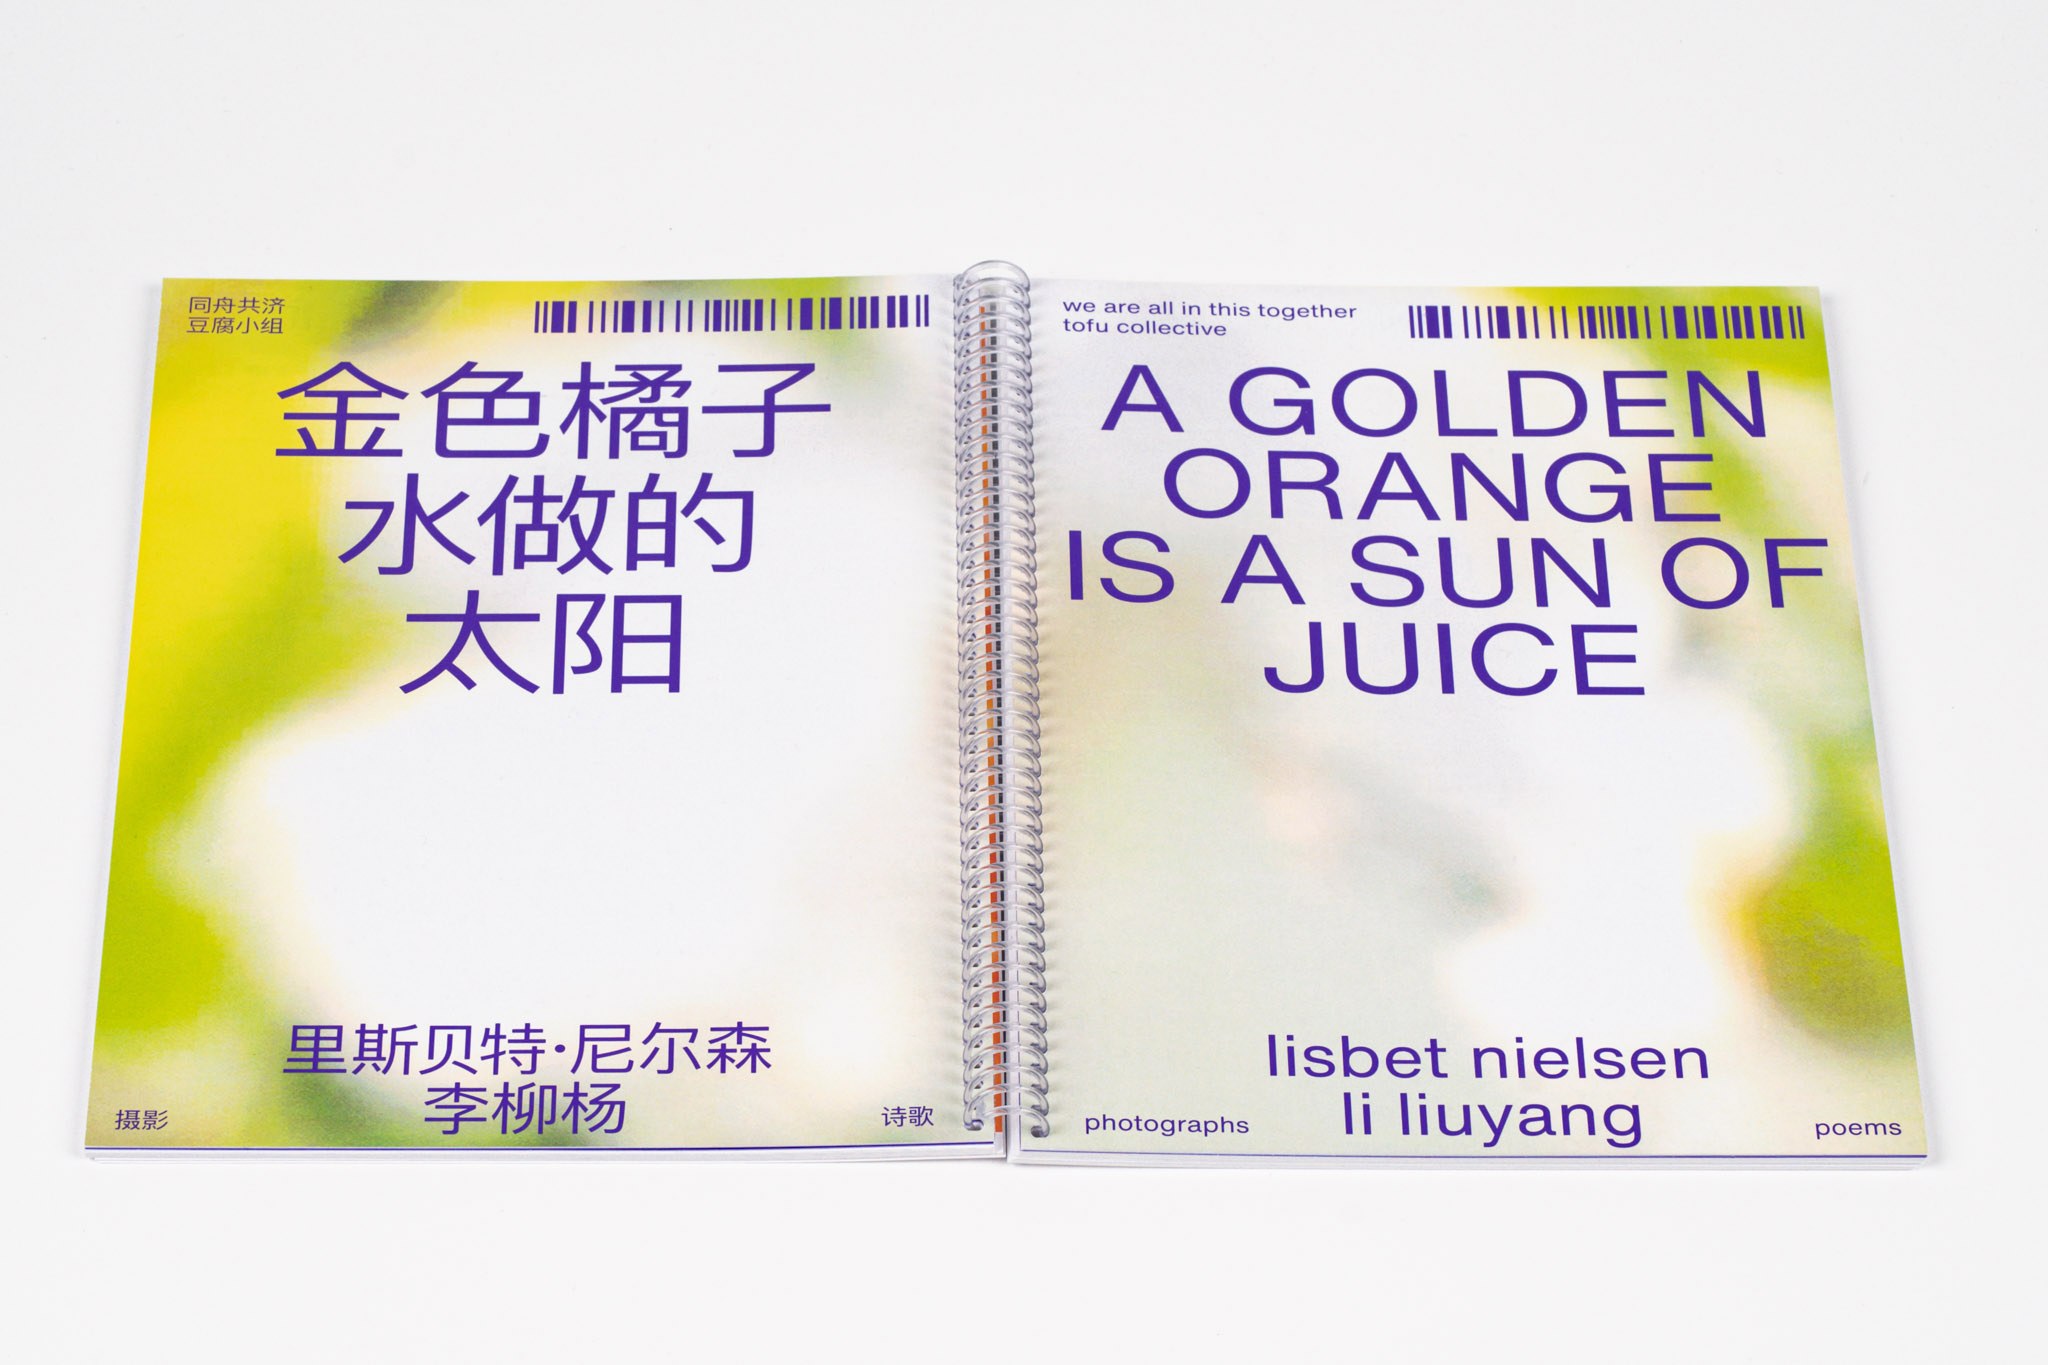 同舟共济
豆腐小组
金色橘子
水做的
太阳
里斯贝特·尼尔森
李柳杨
摄影
诗歌
we are all in this together
tofu collective
A GOLDEN
ORANGE
IS A SUN OF
JUICE
lisbet nielsen
li liuyang
photographs
poems